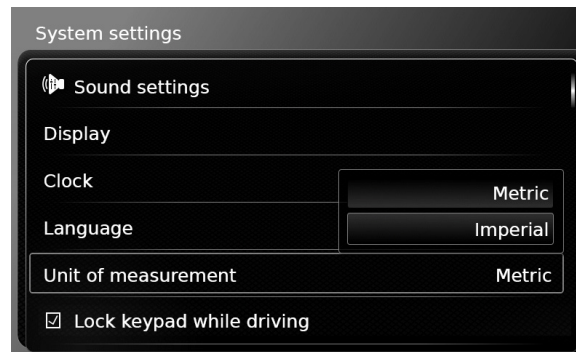 System settings
Sound settings
Display
Clock
Metric
Language
Imperial
Unit of measurement Metric
Lock keypad while driving